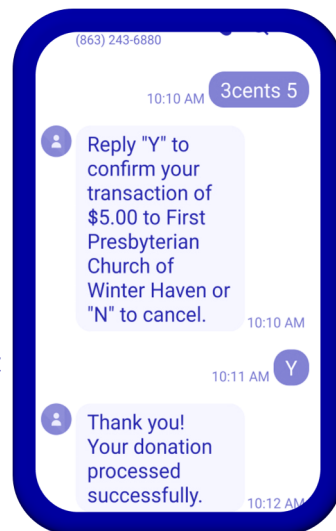 (863) 243-6880
10:10 AM 3cents 5
Reply "Y" to
confirm your
transaction of
$5.00 to First
Presbyterian
Church of
Winter Haven or
"N" to cancel.
10:10 AM
10:11 AM Y
Thank you!
Your donation
processed
successfully.
10:12 AM